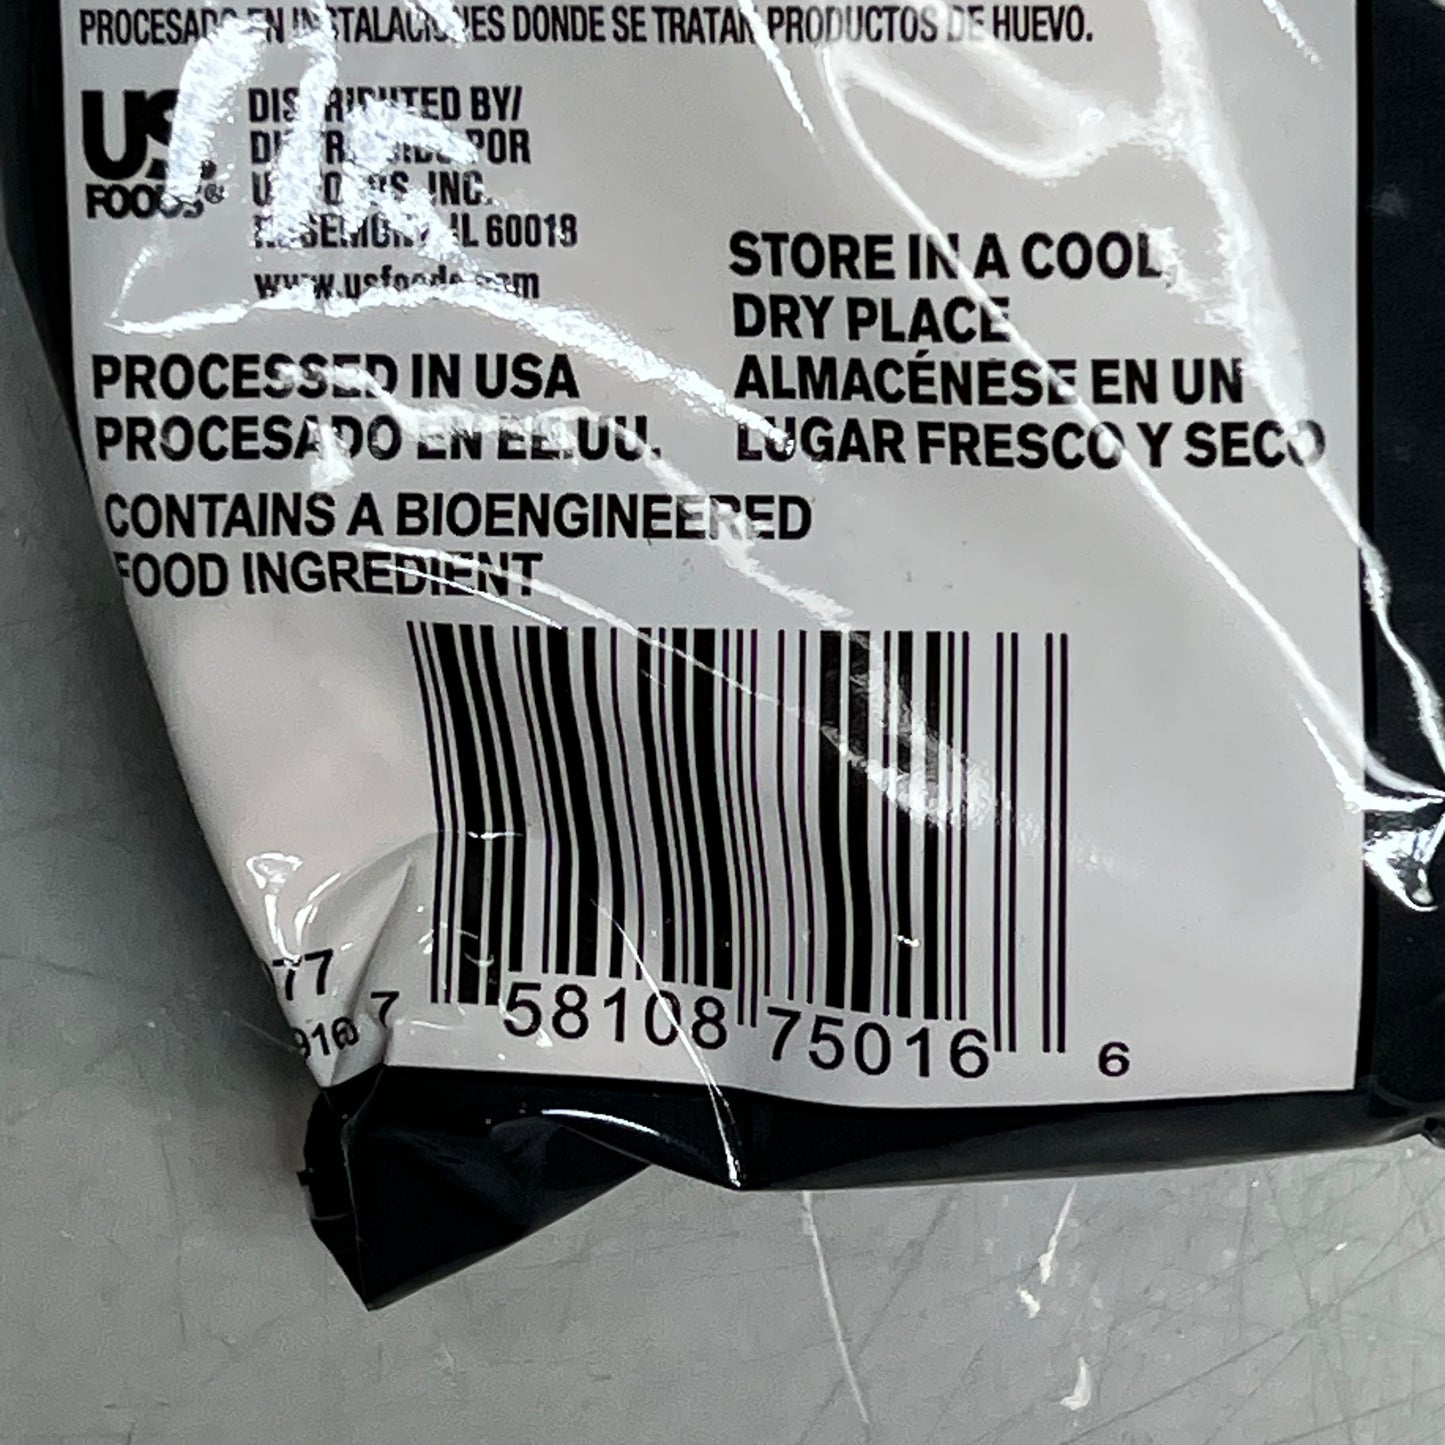 PROCESADO EN INSTALACIONES DONDE SE TRATAN PRODUCTOS DE HUEVO.
US
FOODS®
DISTRIBUTED BY/
DISTRIBUIDO POR
US FOODS, INC.
ROSEMONT, IL 60018
www.usfoods.com
STORE IN A COOL,
DRY PLACE
ALMACÉNESE EN UN
LUGAR FRESCO Y SECO
PROCESSED IN USA
PROCESADO EN EE.UU.
CONTAINS A BIOENGINEERED
FOOD INGREDIENT
77
7 58108 75016 6